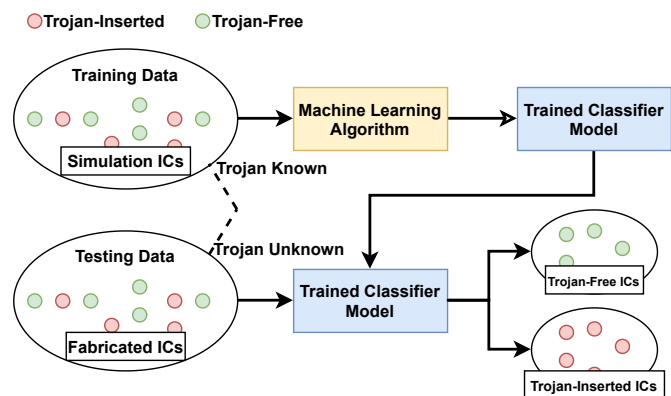 Trojan-Inserted
Trojan-Free
Training Data
Simulation ICs
Machine Learning
Algorithm
Trained Classifier
Model
Trojan Known
Trojan Unknown
Testing Data
Fabricated ICs
Trained Classifier
Model
Trojan-Free ICs
Trojan-Inserted ICs